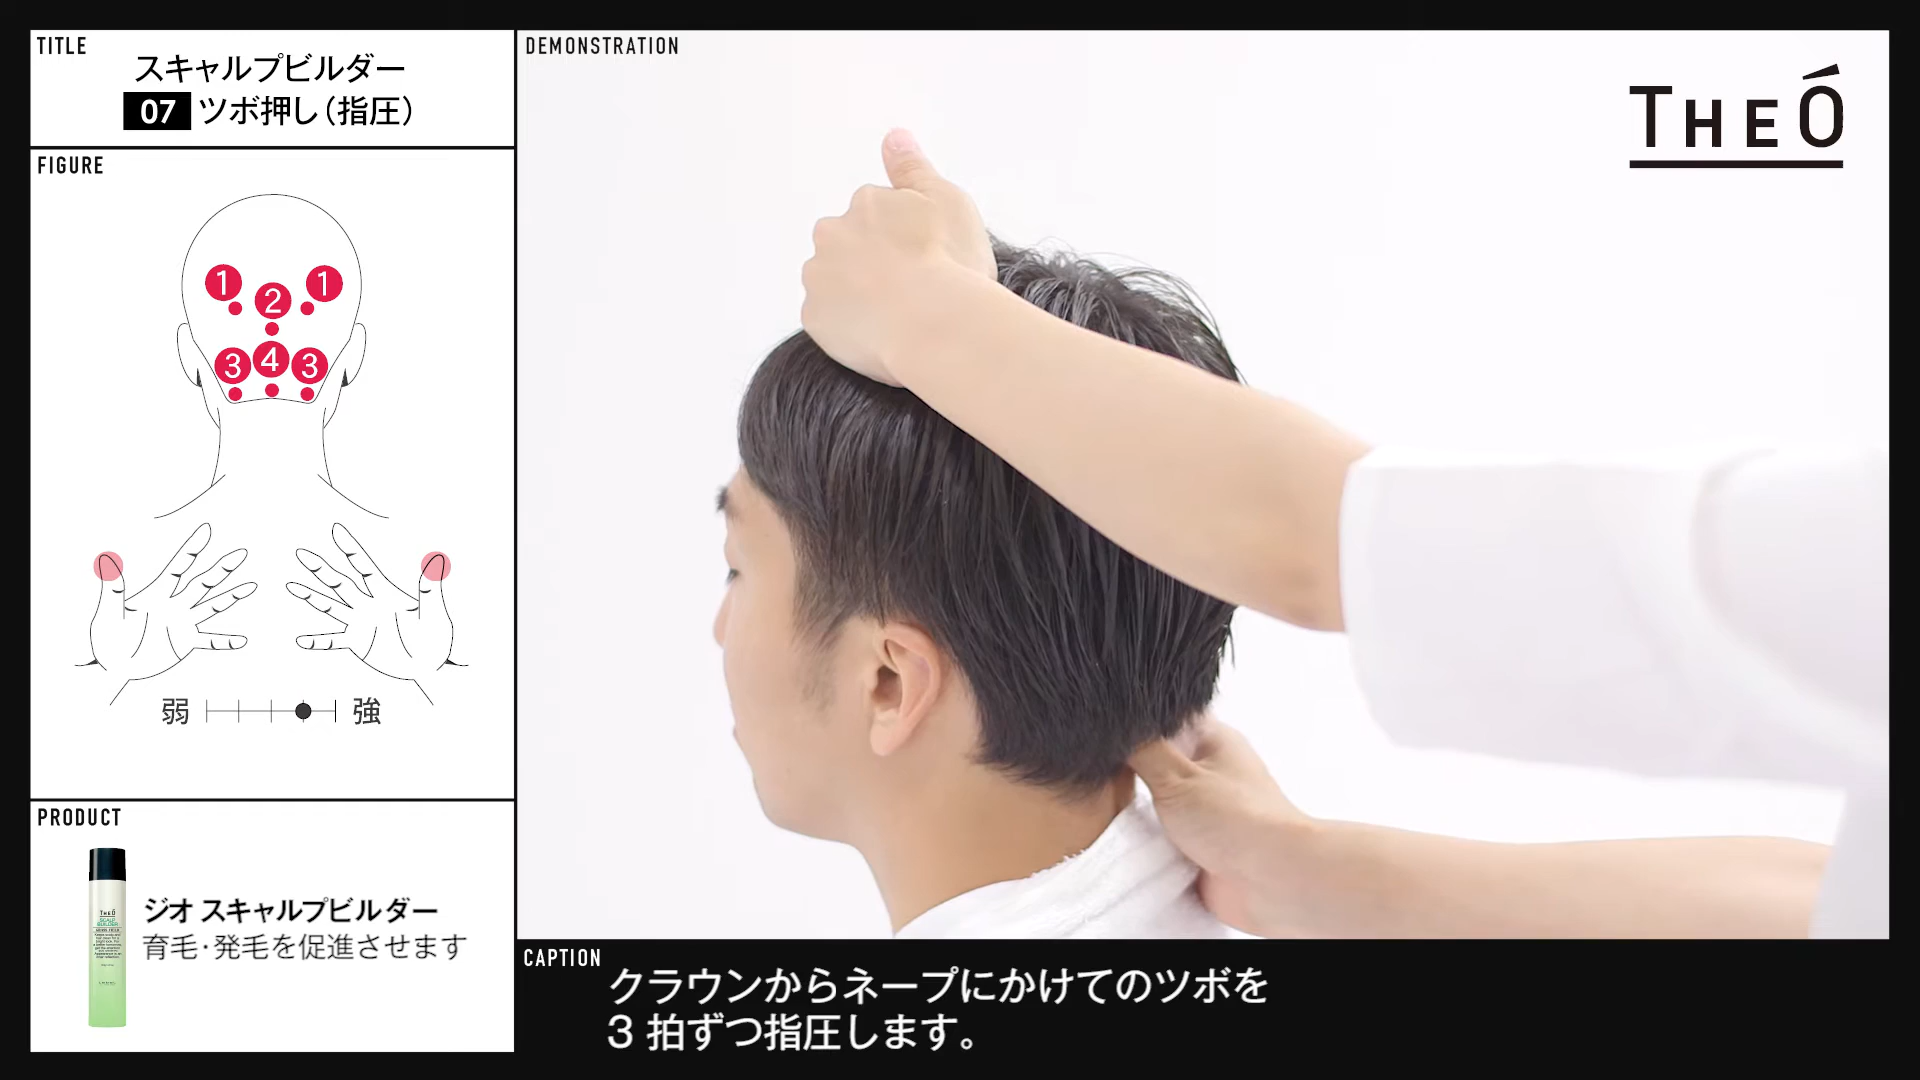 TITLE
スキャルプビルダー
07 ツボ押し（指圧）
FIGURE
1 1
2
3 4 3
弱 強
PRODUCT
THEÓ
SCALP
BUILDER
ジオ スキャルプビルダー
育毛･発毛を促進させます
DEMONSTRATION
THEÓ
CAPTION
クラウンからネープにかけてのツボを
3 拍ずつ指圧します。